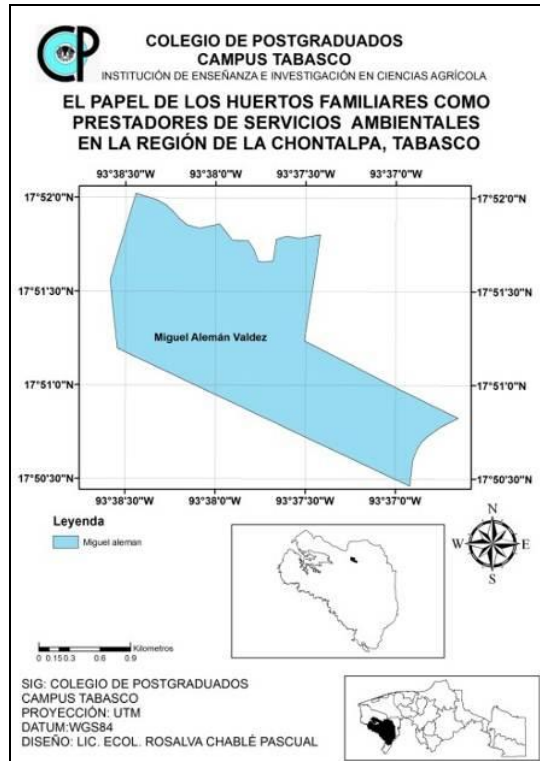 CP
COLEGIO DE POSTGRADUADOS
CAMPUS TABASCO
INSTITUCIÓN DE ENSEÑANZA E INVESTIGACIÓN EN CIENCIAS AGRÍCOLA
EL PAPEL DE LOS HUERTOS FAMILIARES COMO
PRESTADORES DE SERVICIOS AMBIENTALES
EN LA REGIÓN DE LA CHONTALPA, TABASCO
93°38'30"W 93°38'0"W 93°37'30"W 93°37'0"W
17°52'0"N 17°52'0"N
17°51'30"N 17°51'30"N
Miguel Alemán Valdez
17°51'0"N 17°51'0"N
17°50'30"N 17°50'30"N
93°38'30"W 93°38'0"W 93°37'30"W 93°37'0"W
Leyenda
Miguel aleman
N
W E
S
Kilometros
0 0.15 0.3 0.6 0.9
SIG: COLEGIO DE POSTGRADUADOS
CAMPUS TABASCO
PROYECCIÓN: UTM
DATUM:WGS84
DISEÑO: LIC. ECOL. ROSALVA CHABLÉ PASCUAL